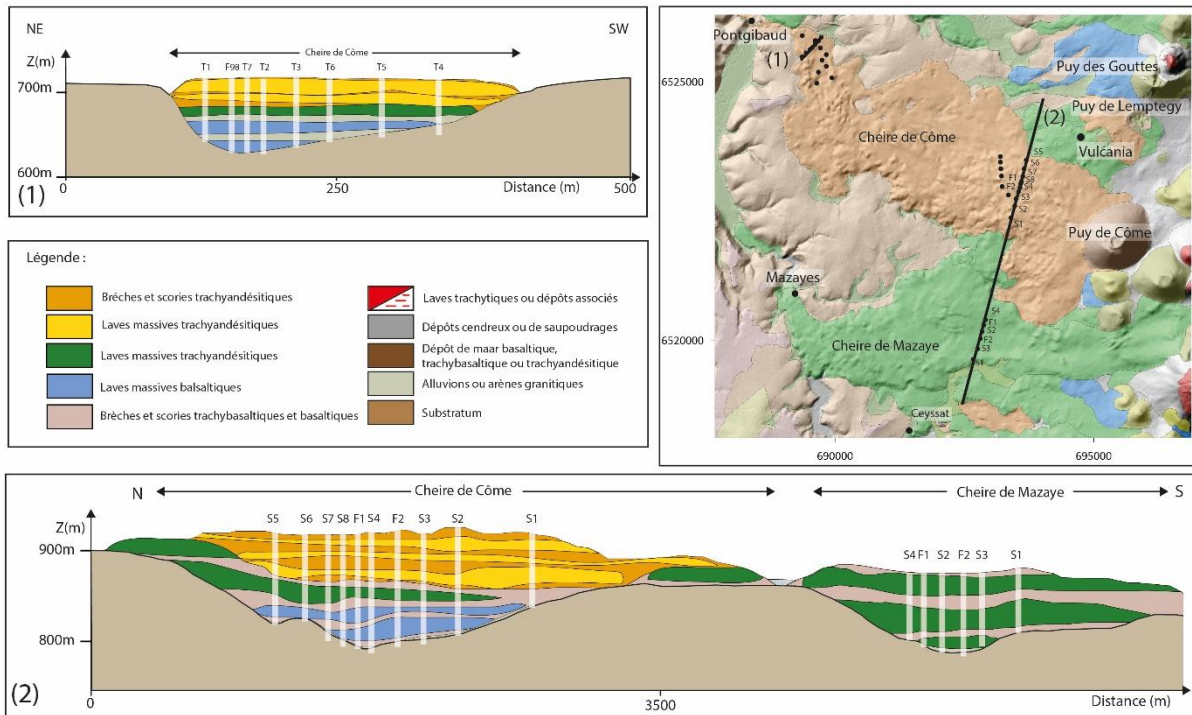 (1)
NE
SW
Cheire de Côme
Z(m)
T1 F98 T7 T2 T3 T6 T5 T4
700m
600m
0 250 Distance (m) 500
Légende :
Brèches et scories trachyandésitiques
Laves massives trachyandésitiques
Laves massives trachyandésitiques
Laves massives balsaltiques
Brèches et scories trachybasaltiques et basaltiques
Laves trachytiques ou dépôts associés
Dépôts cendreux ou de saupoudrages
Dépôt de maar basaltique,
trachybasaltique ou trachyandésitique
Alluvions ou arènes granitiques
Substratum
Pontgibaud
(1)
6525000
Puy des Gouttes
Puy de Lemptegy
(2)
Cheire de Côme
Vulcania
S5
S6
S7
F1 S8
S4
F2 S3
S2
S1
Puy de Côme
Mazayes
S4
F1
S2
F2
S3
S1
6520000
Cheire de Mazaye
Ceyssat
690000 695000
N Cheire de Côme Cheire de Mazaye S
Z(m)
S5 S6 S7 S8 F1 S4 F2 S3 S2 S1
S4 F1 S2 F2 S3 S1
900m
800m
(2)
0 3500 Distance (m)